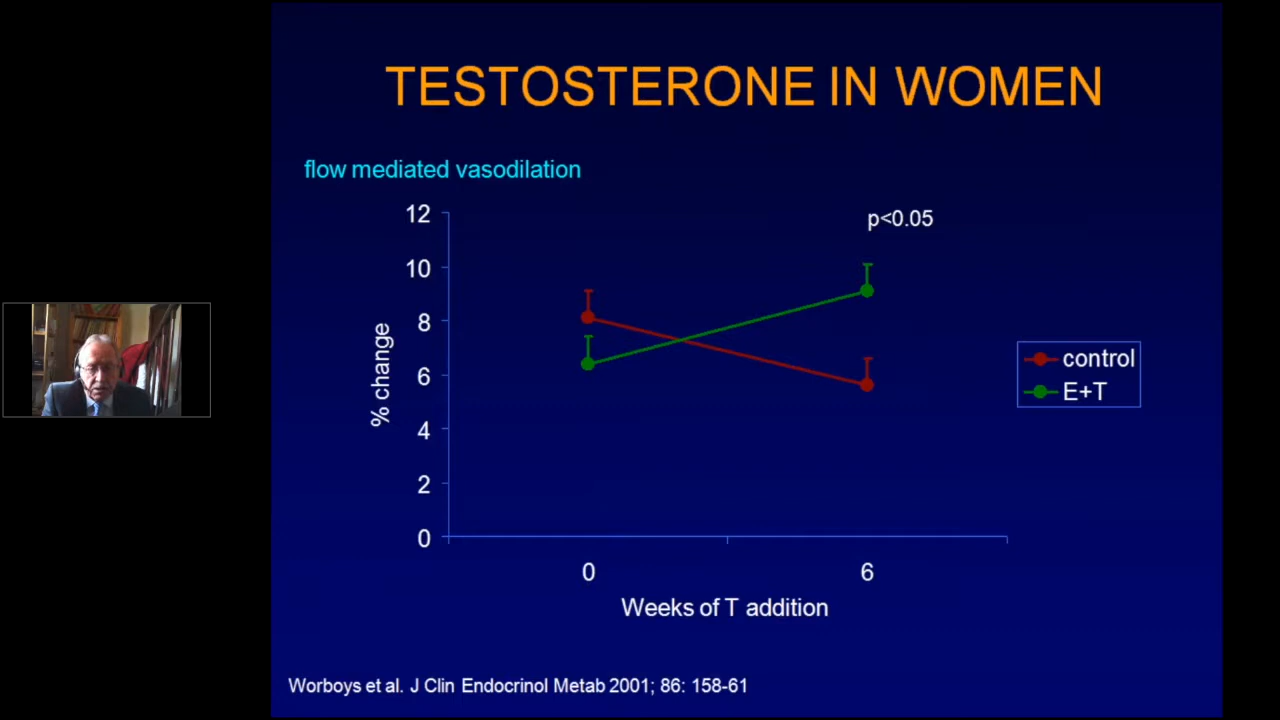 TESTOSTERONE IN WOMEN
flow mediated vasodilation
12
10
8
6
4
2
0
% change
p<0.05
control
E+T
0
6
Weeks of T addition
Worboys et al. J Clin Endocrinol Metab 2001; 86: 158-61